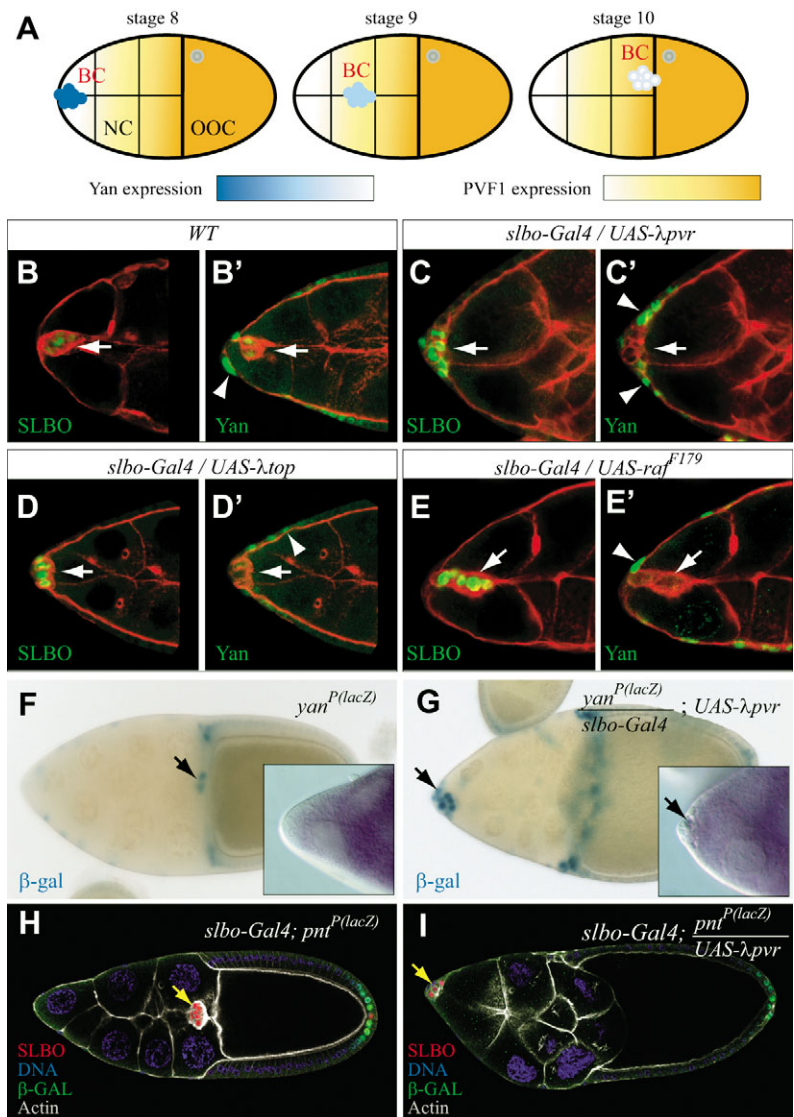 A
stage 8 stage 9 stage 10
BC BC BC
NC OOC
Yan expression PVF1 expression
WT slbo-Gal4 / UAS-λpvr
B B’ C C’
SLBO Yan SLBO Yan
slbo-Gal4 / UAS-λtop slbo-Gal4 / UAS-raf^F179
D D’ E E’
SLBO Yan SLBO Yan
F yan^P(lacZ)
β-gal
G yan^P(lacZ) / slbo-Gal4 ; UAS-λpvr
β-gal
H slbo-Gal4; pnt^P(lacZ)
SLBO
DNA
β-GAL
Actin
I slbo-Gal4; pnt^P(lacZ) / UAS-λpvr
SLBO
DNA
β-GAL
Actin